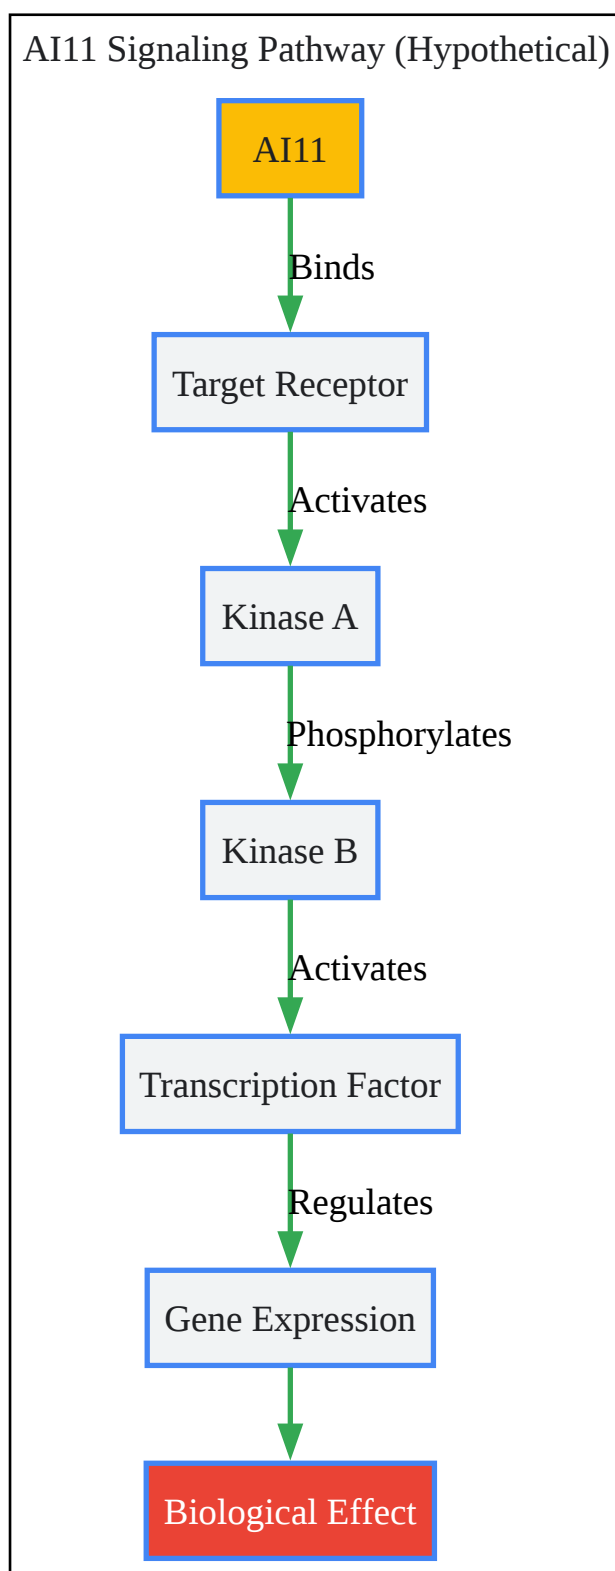 AI11 Signaling Pathway (Hypothetical)
AI11
Binds
Target Receptor
Activates
Kinase A
Phosphorylates
Kinase B
Activates
Transcription Factor
Regulates
Gene Expression
Biological Effect